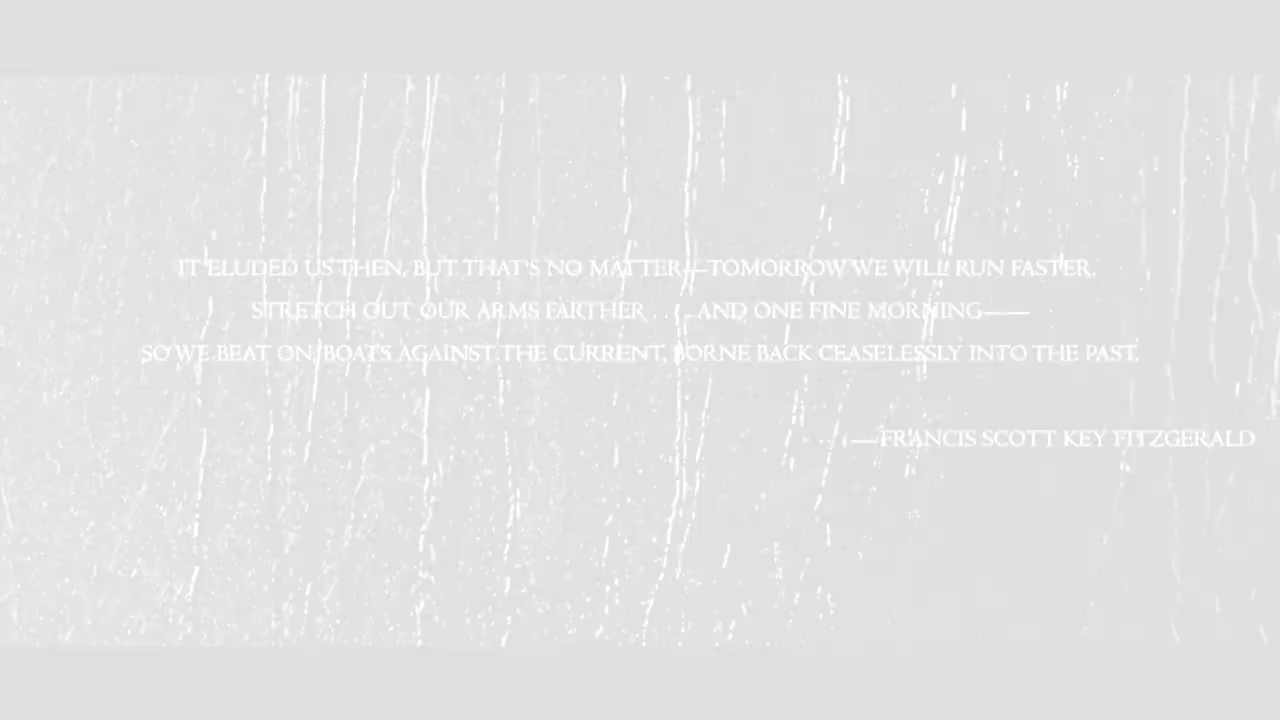 IT ELUDED US THEN, BUT THAT'S NO MATTER—TOMORROW WE WILL RUN FASTER,
STRETCH OUT OUR ARMS FARTHER . . . . AND ONE FINE MORNING——
SO WE BEAT ON, BOATS AGAINST THE CURRENT, BORNE BACK CEASELESSLY INTO THE PAST.
—FRANCIS SCOTT KEY FITZGERALD